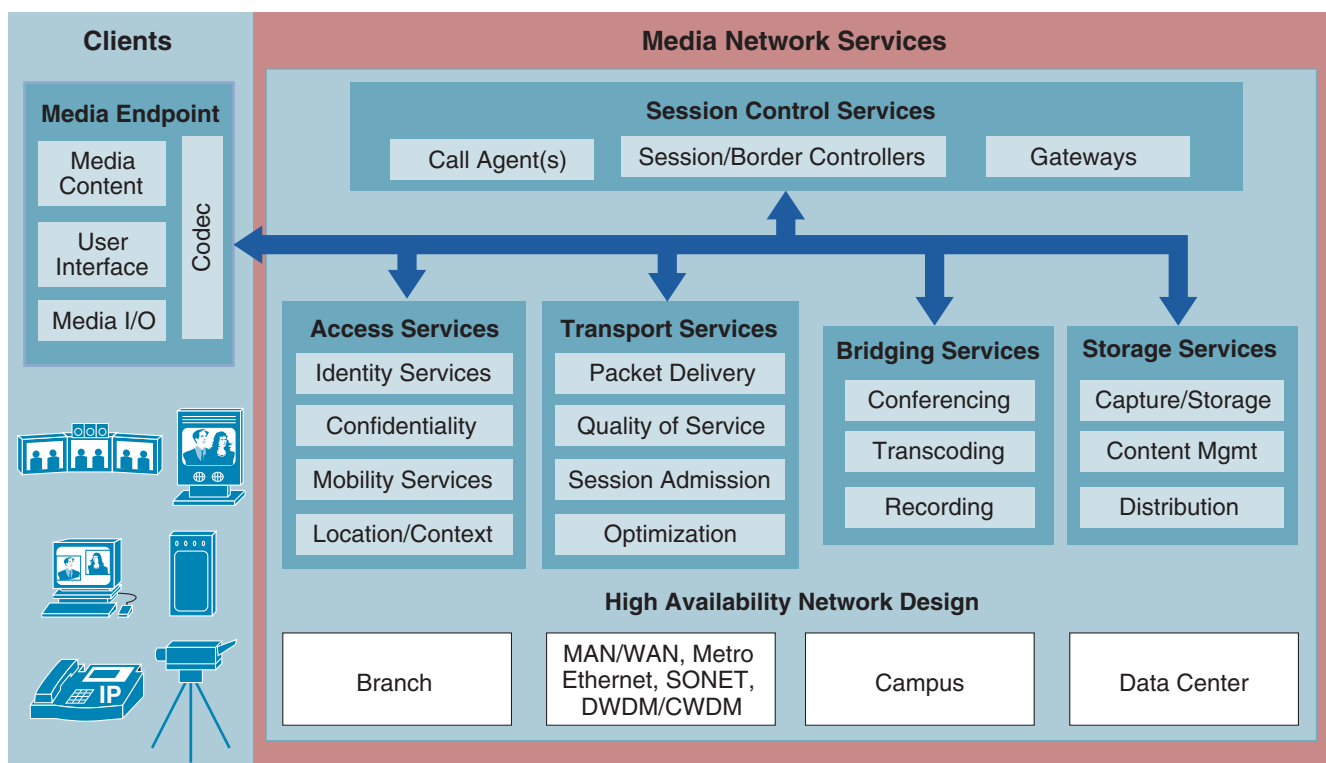 Clients
Media Network Services
Media Endpoint
Media
Content
User
Interface
Media I/O
Codec
Session Control Services
Call Agent(s)
Session/Border Controllers
Gateways
Access Services
Identity Services
Confidentiality
Mobility Services
Location/Context
Transport Services
Packet Delivery
Quality of Service
Session Admission
Optimization
Bridging Services
Conferencing
Transcoding
Recording
Storage Services
Capture/Storage
Content Mgmt
Distribution
IP
High Availability Network Design
Branch
MAN/WAN, Metro
Ethernet, SONET,
DWDM/CWDM
Campus
Data Center